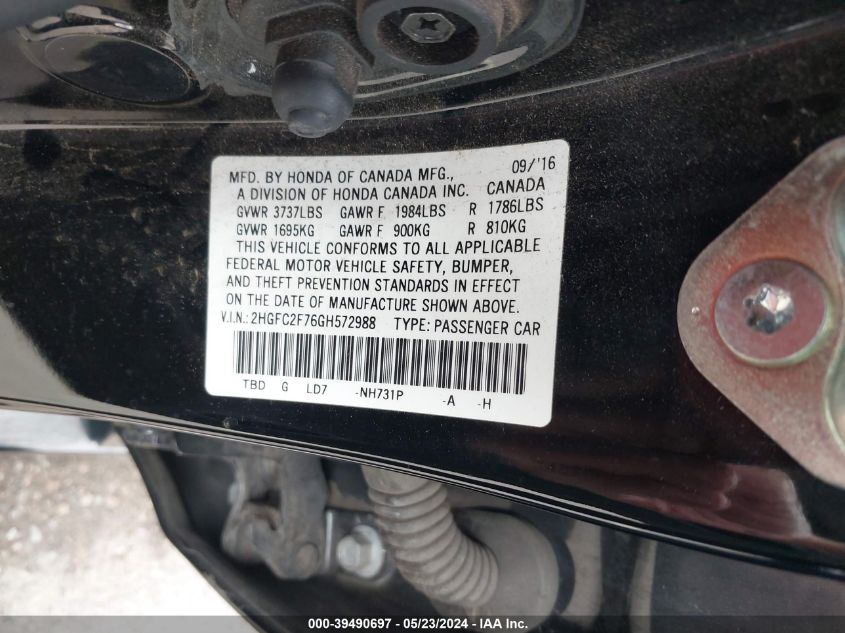 MFD. BY HONDA OF CANADA MFG., 09/'16
A DIVISION OF HONDA CANADA INC. CANADA
GVWR 3737LBS GAWR F 1984LBS R 1786LBS
GVWR 1695KG GAWR F 900KG R 810KG
THIS VEHICLE CONFORMS TO ALL APPLICABLE
FEDERAL MOTOR VEHICLE SAFETY, BUMPER,
AND THEFT PREVENTION STANDARDS IN EFFECT
ON THE DATE OF MANUFACTURE SHOWN ABOVE.
V.I.N.: 2HGFC2F76GH572988 TYPE: PASSENGER CAR
TBD G LD7 -NH731P -A -H
000-39490697 / 05/23/2024 - IAA Inc.